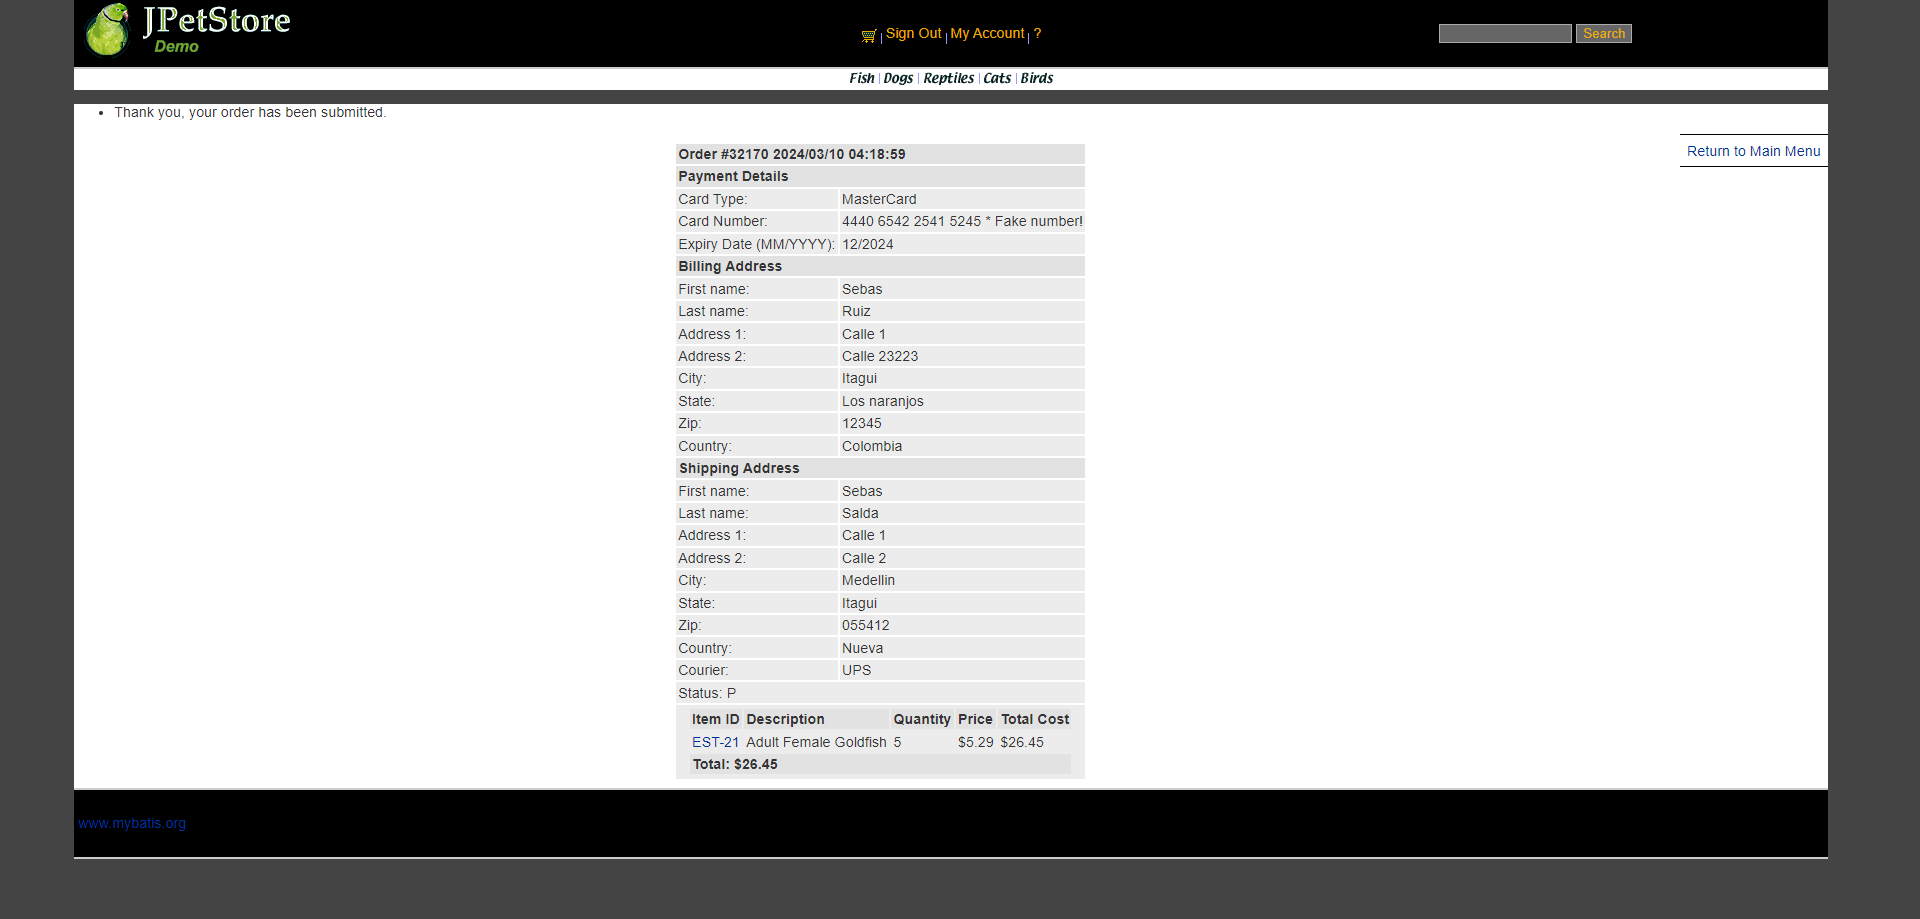 JPetStore
Demo
| Sign Out | My Account | ?
Search
Fish | Dogs | Reptiles | Cats | Birds
• Thank you, your order has been submitted.
Return to Main Menu
Order #32170 2024/03/10 04:18:59
Payment Details
Card Type: MasterCard
Card Number: 4440 6542 2541 5245 * Fake number!
Expiry Date (MM/YYYY): 12/2024
Billing Address
First name: Sebas
Last name: Ruiz
Address 1: Calle 1
Address 2: Calle 23223
City: Itagui
State: Los naranjos
Zip: 12345
Country: Colombia
Shipping Address
First name: Sebas
Last name: Salda
Address 1: Calle 1
Address 2: Calle 2
City: Medellin
State: Itagui
Zip: 055412
Country: Nueva
Courier: UPS
Status: P
Item ID Description Quantity Price Total Cost
EST-21 Adult Female Goldfish 5 $5.29 $26.45
Total: $26.45
www.mybatis.org